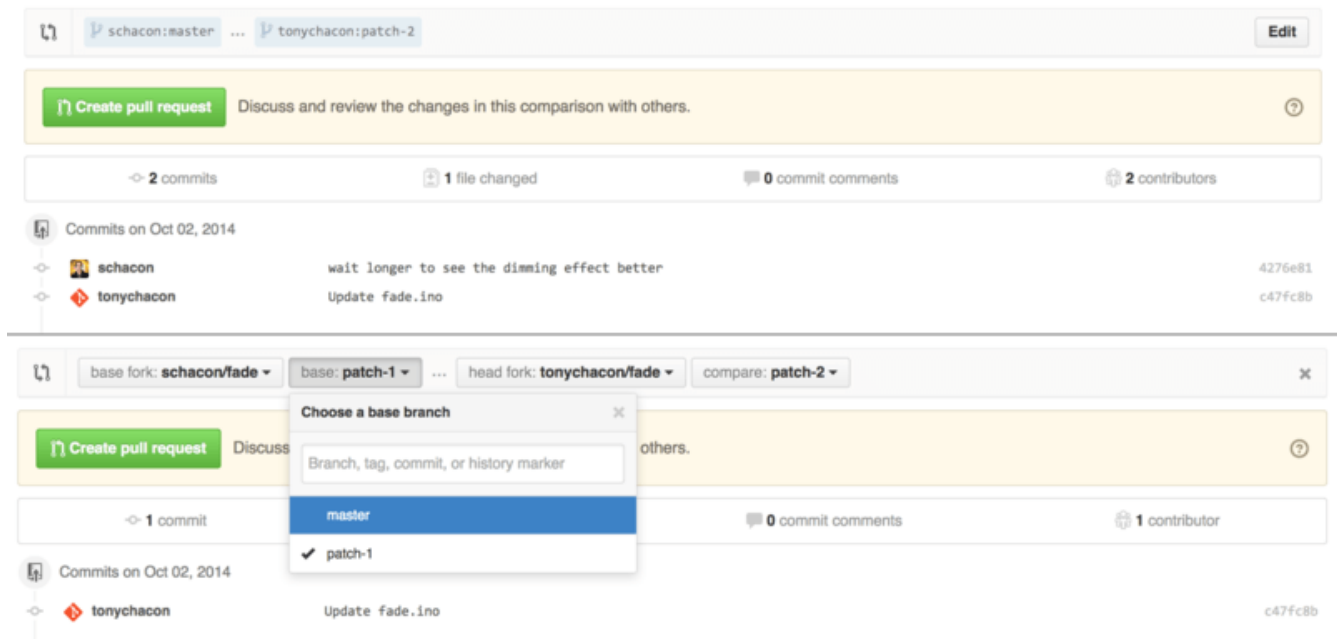 schacon:master ... tonychacon:patch-2 Edit
Create pull request Discuss and review the changes in this comparison with others.
2 commits 1 file changed 0 commit comments 2 contributors
Commits on Oct 02, 2014
schacon wait longer to see the dimming effect better 4276e81
tonychacon Update fade.ino c47fc8b
base fork: schacon/fade base: patch-1 ... head fork: tonychacon/fade compare: patch-2
Choose a base branch
Create pull request Discuss others.
Branch, tag, commit, or history marker
master
1 commit 0 commit comments 1 contributor
patch-1
Commits on Oct 02, 2014
tonychacon Update fade.ino c47fc8b